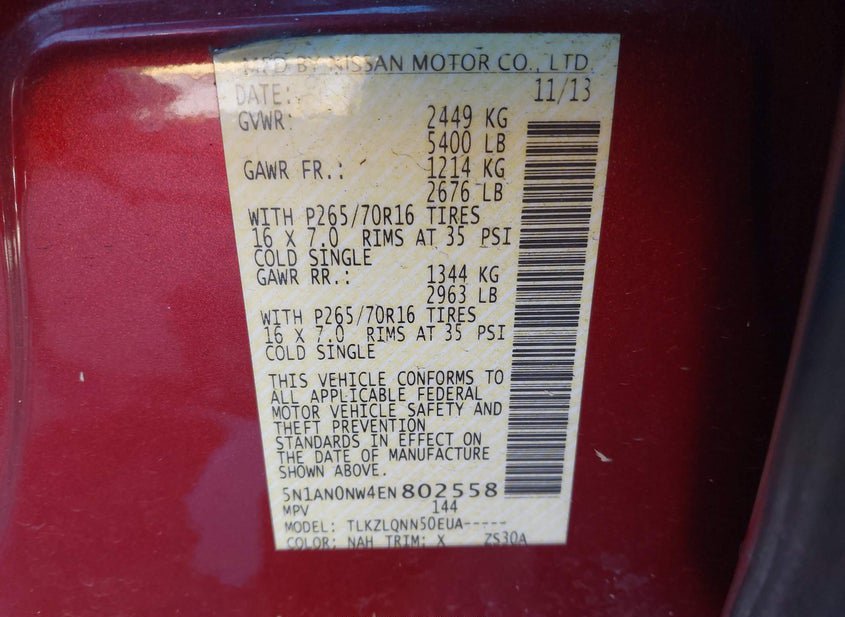 MFD BY NISSAN MOTOR CO., LTD.
DATE: 11/13
GVWR: 2449 KG
5400 LB
GAWR FR.: 1214 KG
2676 LB
WITH P265/70R16 TIRES
16 X 7.0 RIMS AT 35 PSI
COLD SINGLE
GAWR RR.: 1344 KG
2963 LB
WITH P265/70R16 TIRES
16 X 7.0 RIMS AT 35 PSI
COLD SINGLE
THIS VEHICLE CONFORMS TO
ALL APPLICABLE FEDERAL
MOTOR VEHICLE SAFETY AND
THEFT PREVENTION
STANDARDS IN EFFECT ON
THE DATE OF MANUFACTURE
SHOWN ABOVE.
5N1AN0NW4EN802558
MPV 144
MODEL: TLKZLQNN50EUA-----
COLOR: NAH TRIM: X ZS30A